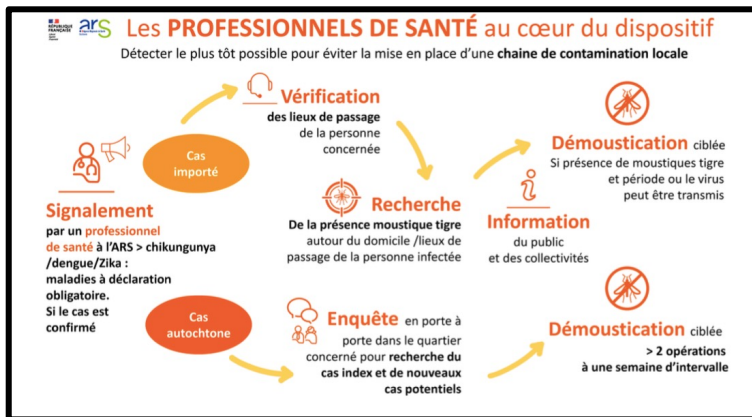 RÉPUBLIQUE
FRANÇAISE
ars
Les PROFESSIONNELS DE SANTÉ au cœur du dispositif
Détecter le plus tôt possible pour éviter la mise en place d'une chaine de contamination locale
Signalement
par un professionnel
de santé à l'ARS > chikungunya
/dengue/Zika :
maladies à déclaration
obligatoire.
Si le cas est
confirmé
Cas
importé
Vérification
des lieux de passage
de la personne
concernée
Recherche
De la présence moustique tigre
autour du domicile /lieux de
passage de la personne infectée
Démoustication ciblée
Si présence de moustiques tigre
et période ou le virus
peut être transmis
Information
du public
et des collectivités
Cas
autochtone
Enquête en porte à
porte dans le quartier
concerné pour recherche du
cas index et de nouveaux
cas potentiels
Démoustication ciblée
> 2 opérations
à une semaine d'intervalle